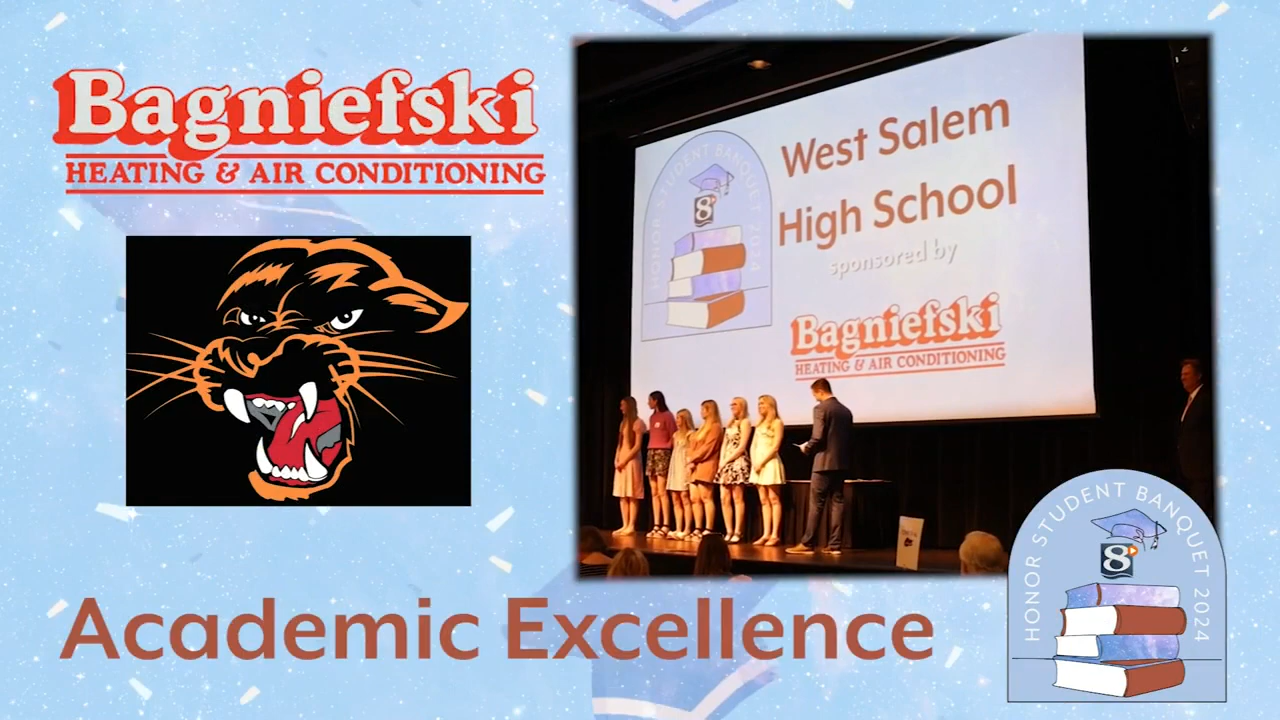 Bagniefski
HEATING & AIR CONDITIONING
HONOR STUDENT BANQUET 2024
8
West Salem
High School
sponsored by
Bagniefski
HEATING & AIR CONDITIONING
Academic Excellence
HONOR STUDENT BANQUET 2024
8